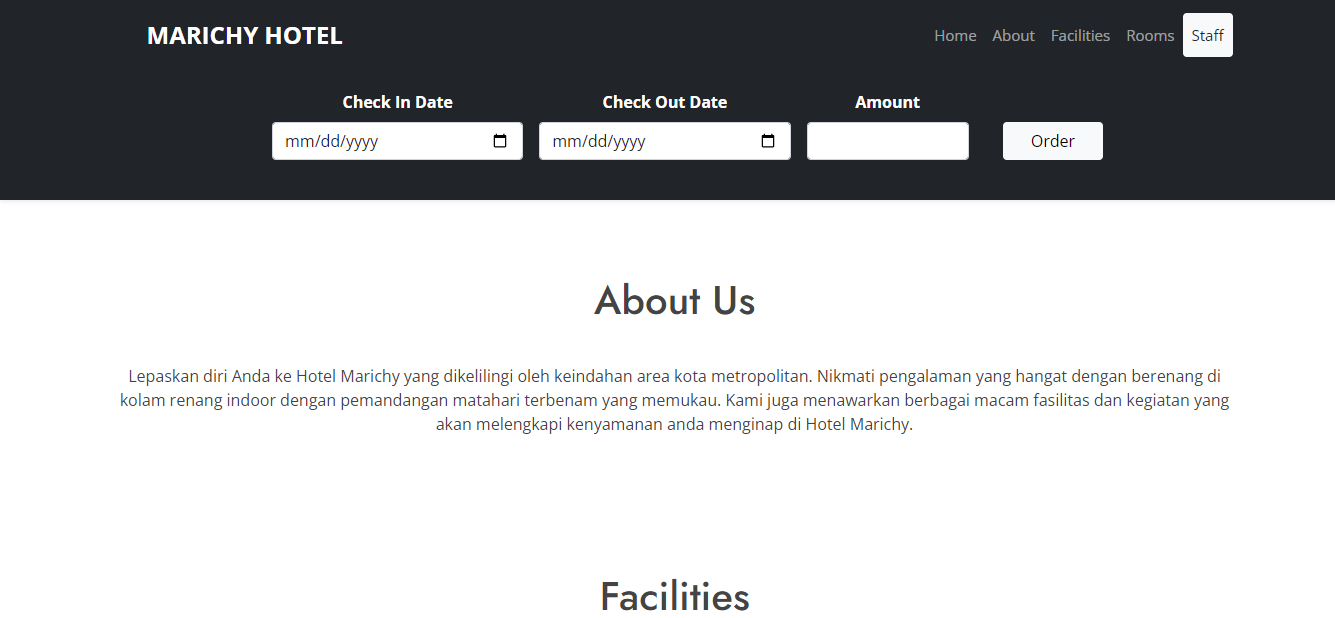 MARICHY HOTEL
Home About Facilities Rooms Staff
Check In Date Check Out Date Amount
mm/dd/yyyy mm/dd/yyyy Order
About Us
Lepaskan diri Anda ke Hotel Marichy yang dikelilingi oleh keindahan area kota metropolitan. Nikmati pengalaman yang hangat dengan berenang di
kolam renang indoor dengan pemandangan matahari terbenam yang memukau. Kami juga menawarkan berbagai macam fasilitas dan kegiatan yang
akan melengkapi kenyamanan anda menginap di Hotel Marichy.
Facilities